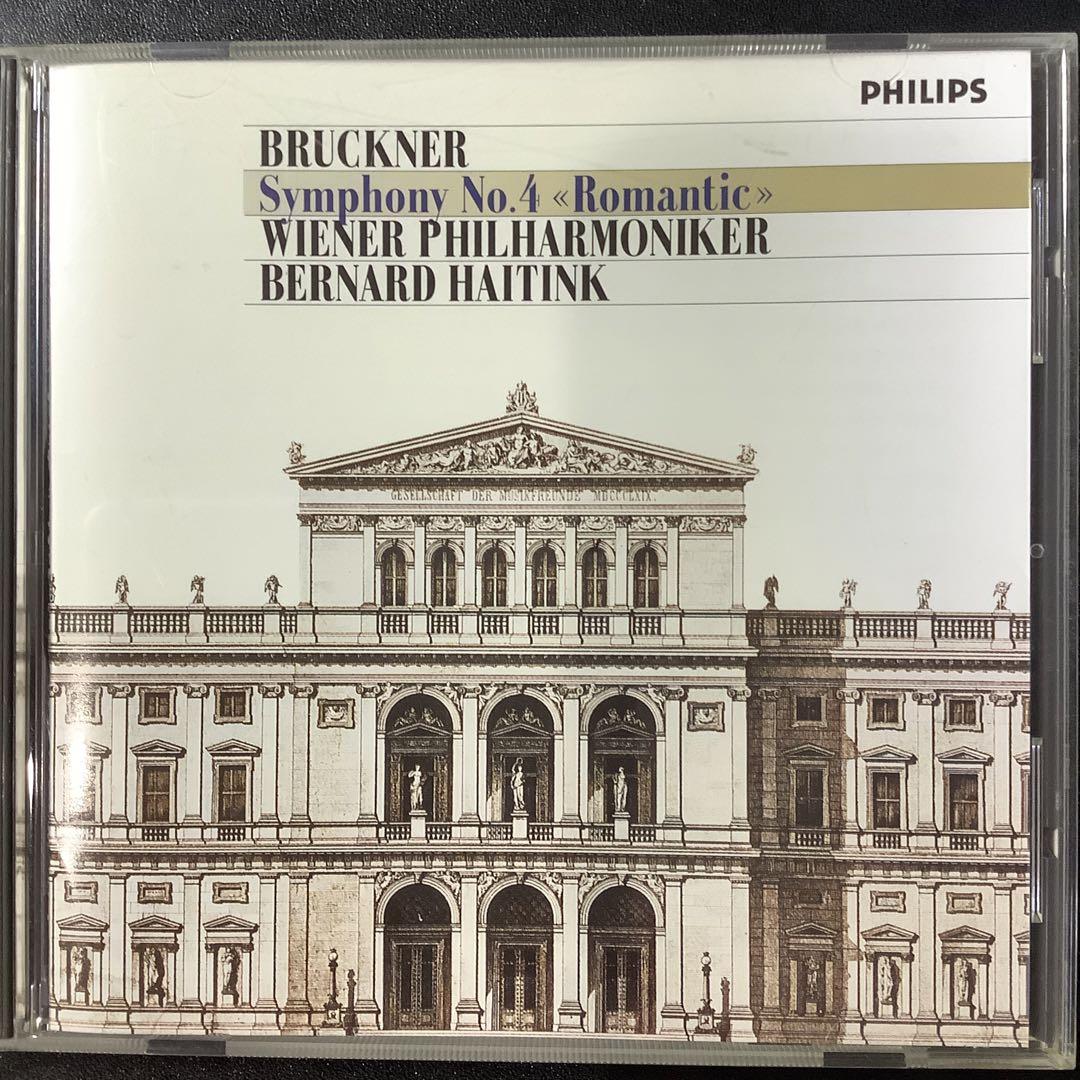 PHILIPS
BRUCKNER
Symphony No.4 «Romantic»
WIENER PHILHARMONIKER
BERNARD HAITINK
GESELLSCHAFT DER MUSIKFREUNDE MDCCCLXIX